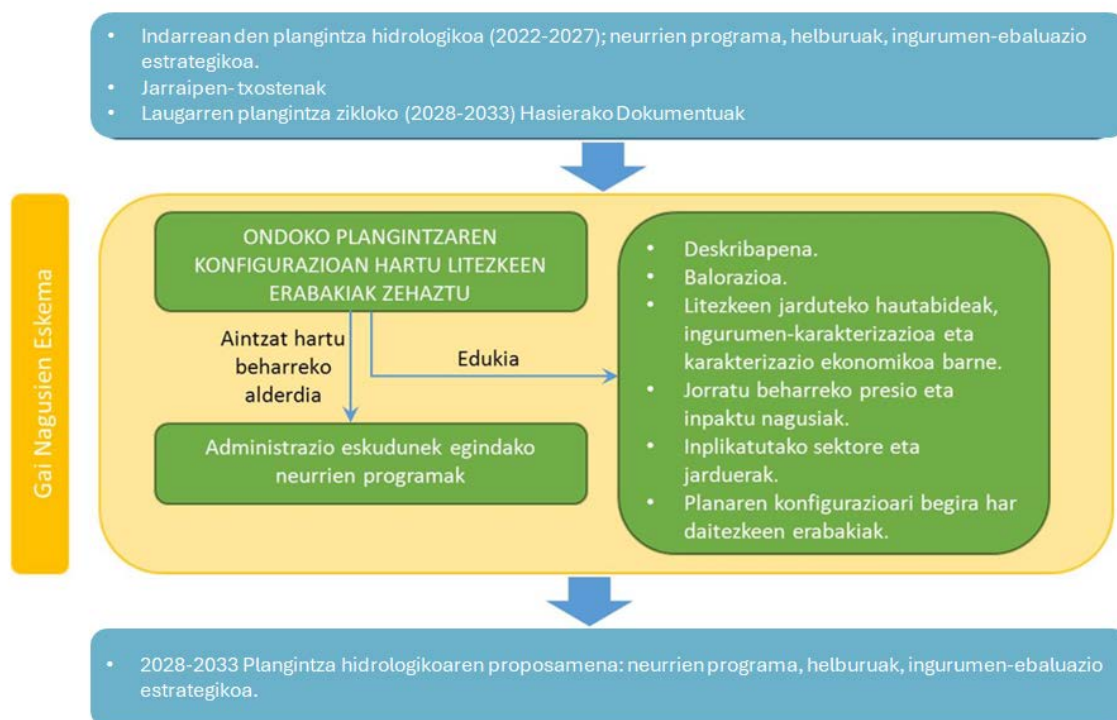 • Indarrean den plangintza hidrologikoa (2022-2027); neurrien programa, helburuak, ingurumen-ebaluazio
estrategikoa.
• Jarraipen- txostenak
• Laugarren plangintza zikloko (2028-2033) Hasierako Dokumentuak
Gai Nagusien Eskema
ONDOKO PLANGINTZAREN
KONFIGURAZIOAN HARTU LITEZKEEN
ERABAKIAK ZEHAZTU
Aintzat hartu
beharreko
alderdia
Edukia
Administrazio eskudunek egindako
neurrien programak
• Deskribapena.
• Balorazioa.
• Litezkeen jarduteko hautabideak,
ingurumen-karakterizazioa eta
karakterizazio ekonomikoa barne.
• Jorratu beharreko presio eta
inpaktu nagusiak.
• Inplikatutako sektore eta
jarduerak.
• Planaren konfigurazioari begira har
daitezkeen erabakiak.
• 2028-2033 Plangintza hidrologikoaren proposamena: neurrien programa, helburuak, ingurumen-ebaluazio
estrategikoa.